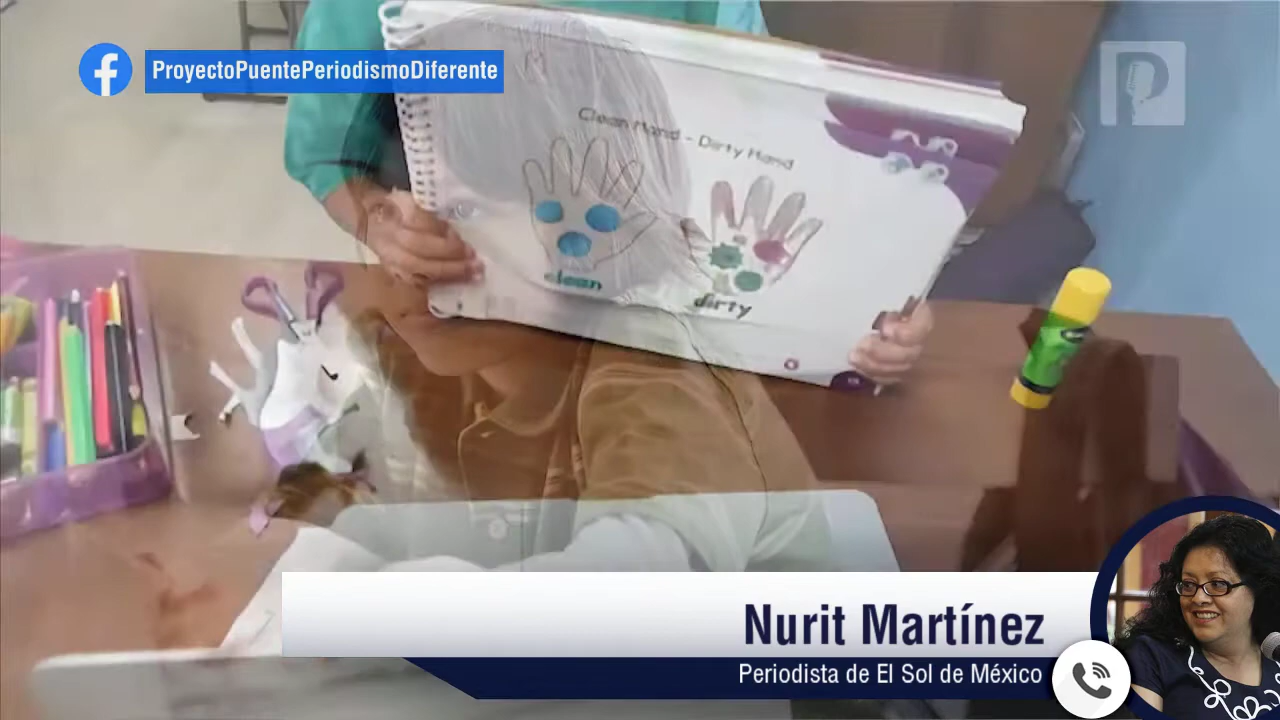 ProyectoPuentePeriodismoDiferente
Clean Hand - Dirty Hand
clean
dirty
Nurit Martínez
Periodista de El Sol de México